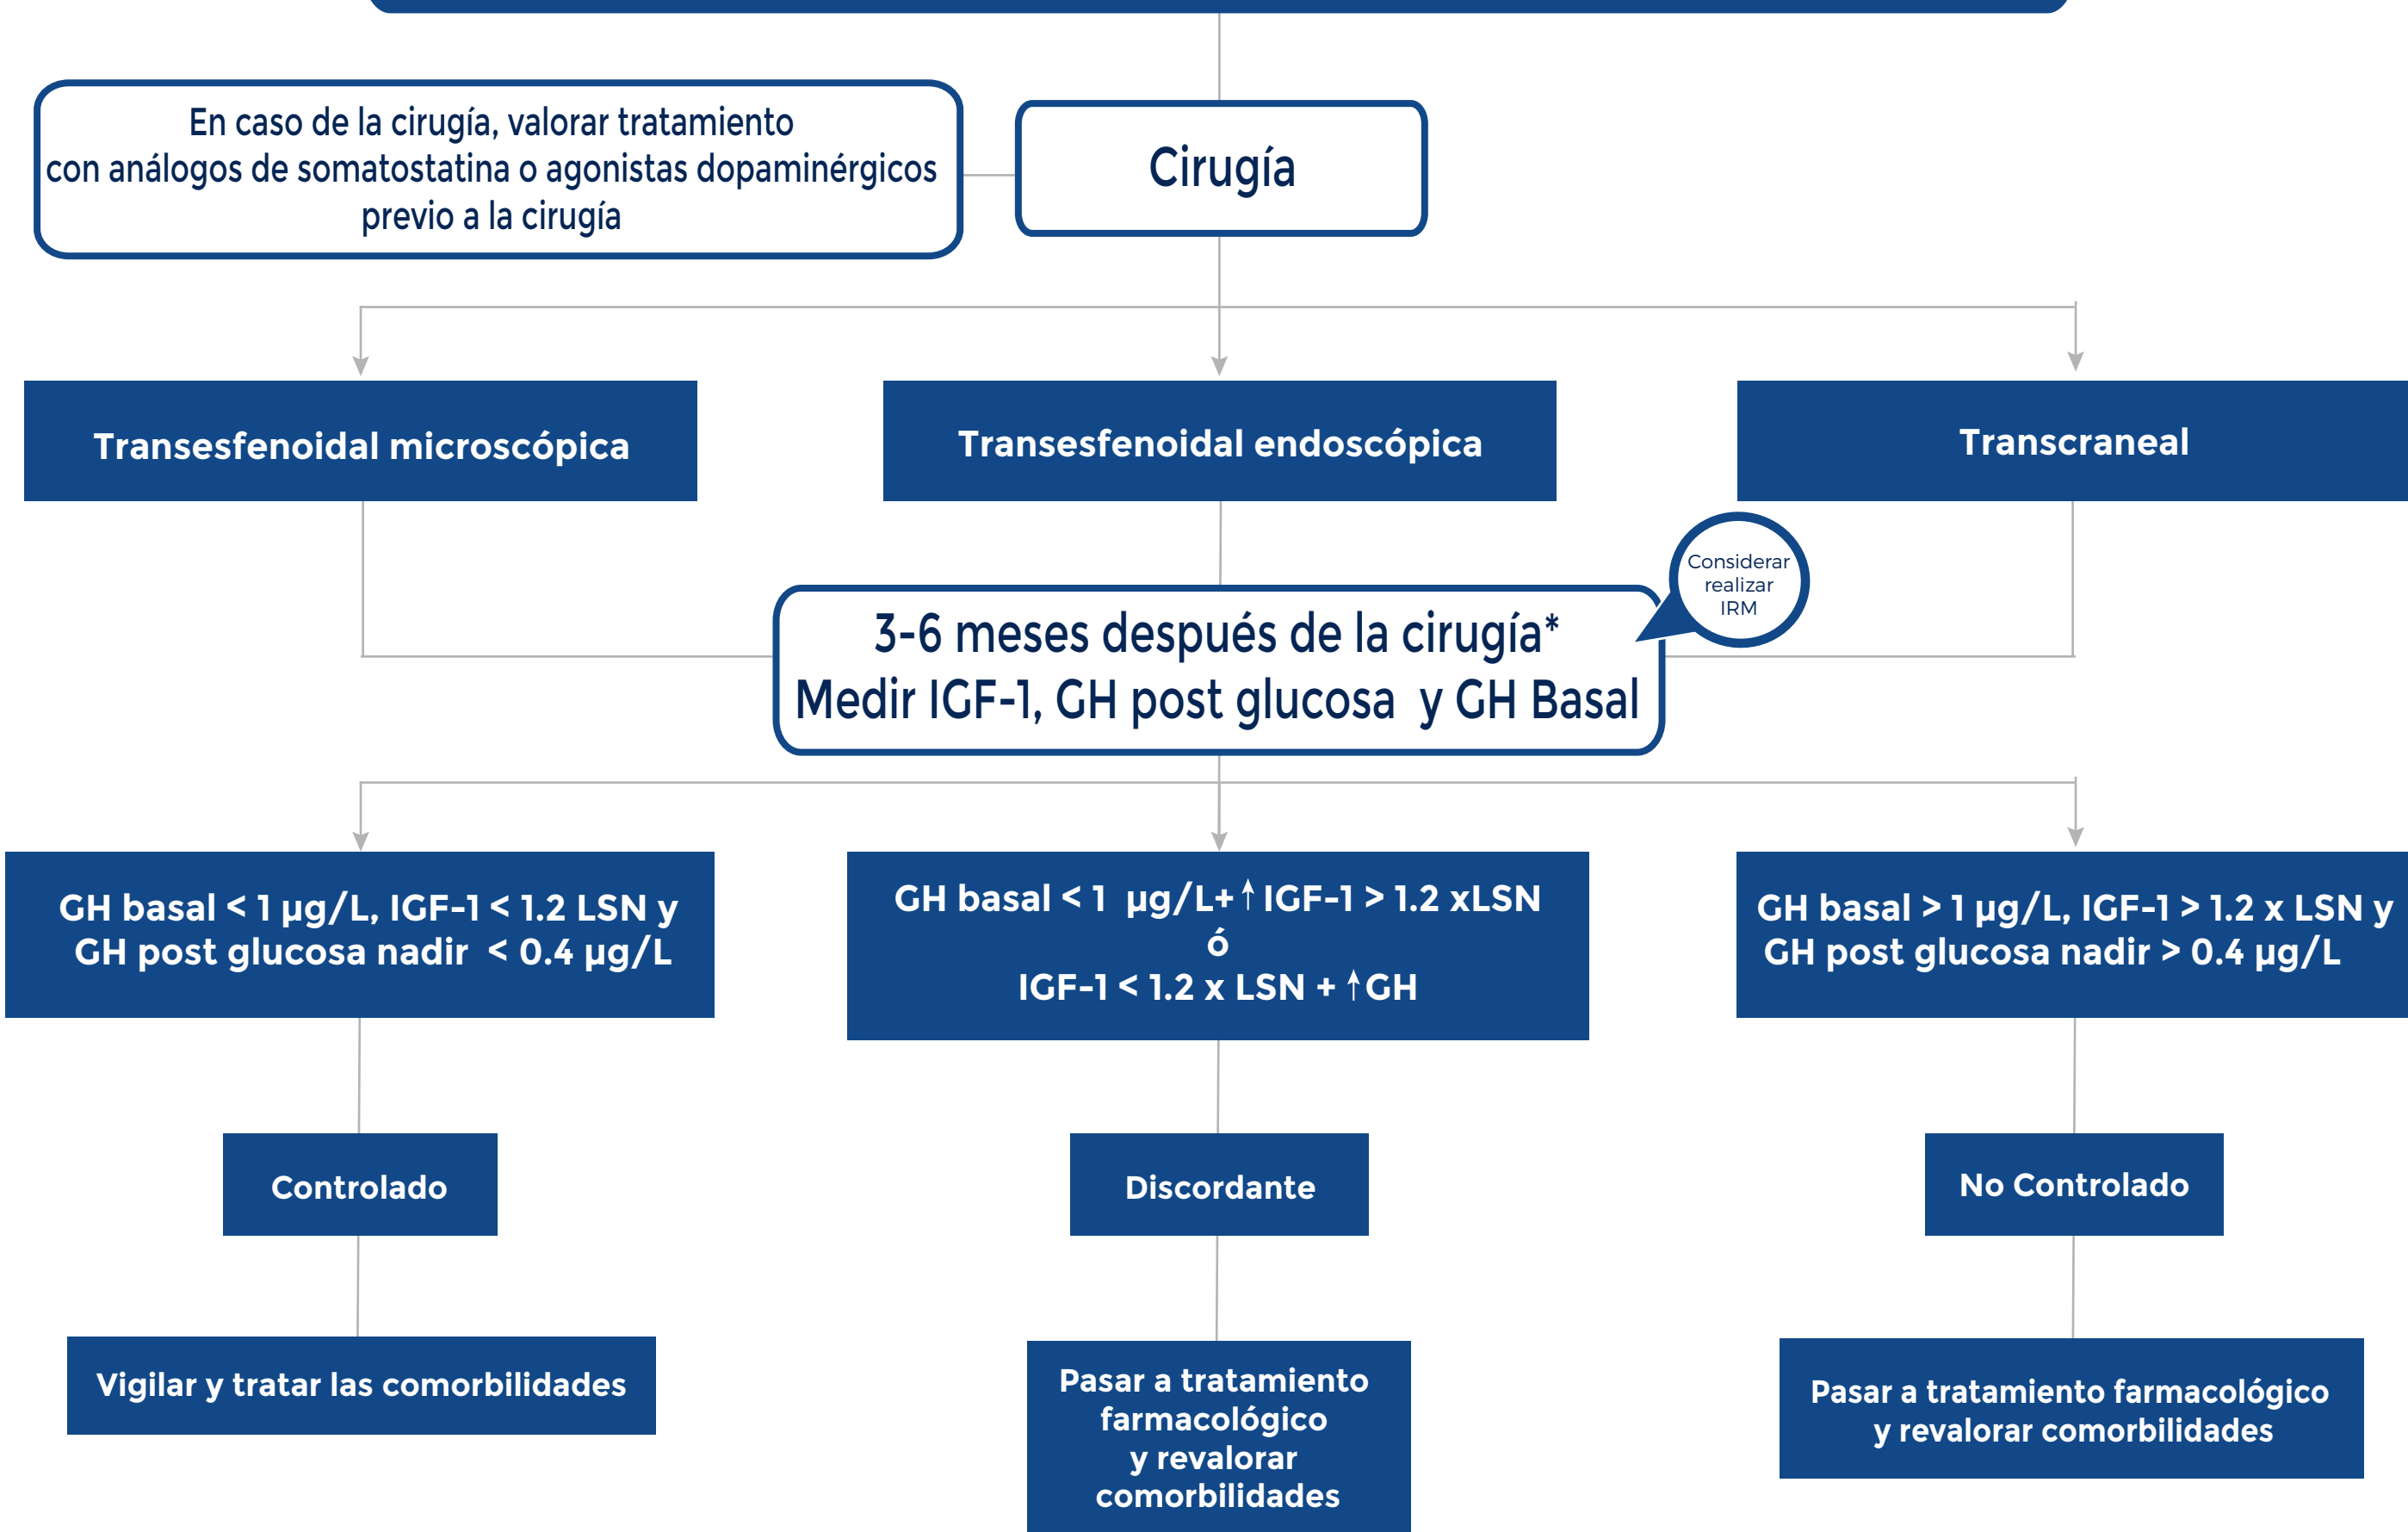 En caso de la cirugía, valorar tratamiento
con análogos de somatostatina o agonistas dopaminérgicos
previo a la cirugía
Cirugía
Transesfenoidal microscópica
Transesfenoidal endoscópica
Transcraneal
Considerar
realizar
IRM
3-6 meses después de la cirugía*
Medir IGF-1, GH post glucosa y GH Basal
GH basal < 1 µg/L, IGF-1 < 1.2 LSN y
GH post glucosa nadir < 0.4 µg/L
GH basal < 1 µg/L+↑IGF-1 > 1.2 xLSN
ó
IGF-1 < 1.2 x LSN + ↑GH
GH basal > 1 µg/L, IGF-1 > 1.2 x LSN y
GH post glucosa nadir > 0.4 µg/L
Controlado
Discordante
No Controlado
Vigilar y tratar las comorbilidades
Pasar a tratamiento
farmacológico
y revalorar
comorbilidades
Pasar a tratamiento farmacológico
y revalorar comorbilidades